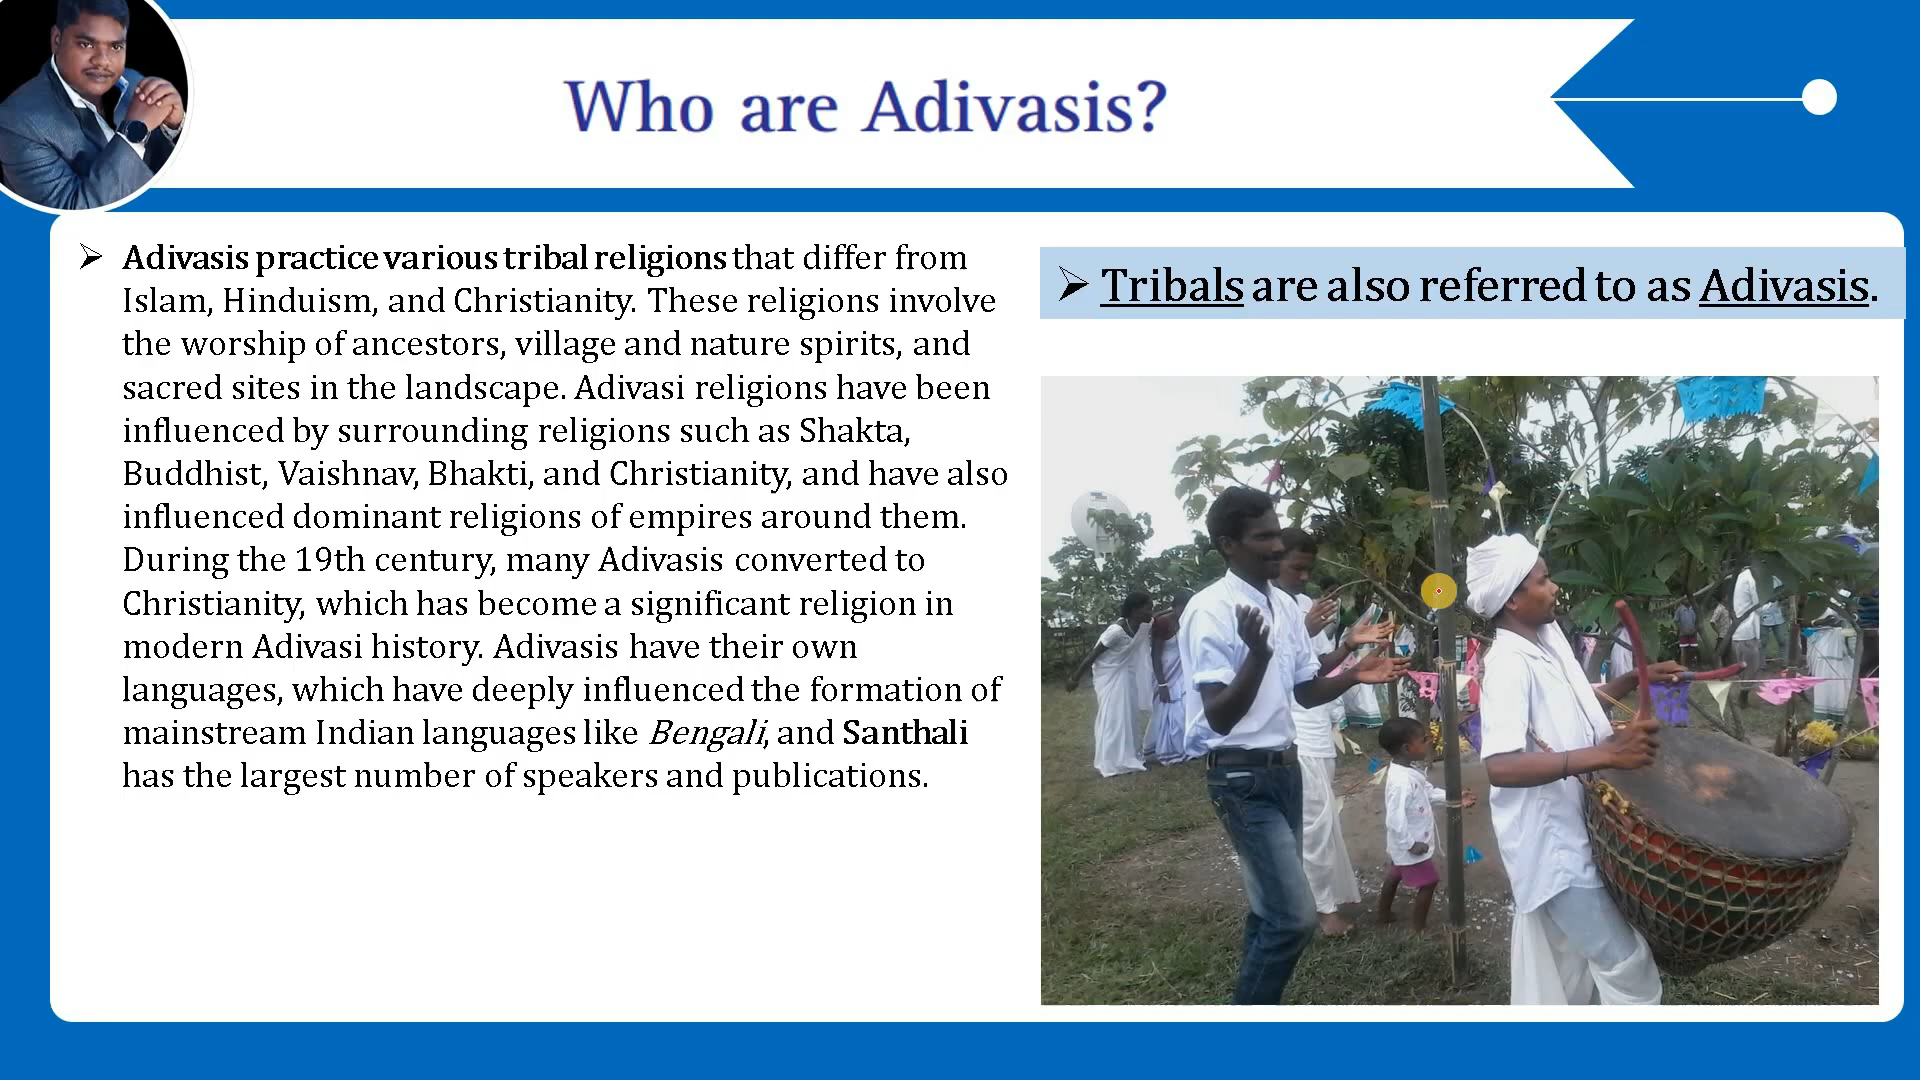 Who are Adivasis?
➢ Adivasis practice various tribal religions that differ from
Islam, Hinduism, and Christianity. These religions involve
the worship of ancestors, village and nature spirits, and
sacred sites in the landscape. Adivasi religions have been
influenced by surrounding religions such as Shakta,
Buddhist, Vaishnav, Bhakti, and Christianity, and have also
influenced dominant religions of empires around them.
During the 19th century, many Adivasis converted to
Christianity, which has become a significant religion in
modern Adivasi history. Adivasis have their own
languages, which have deeply influenced the formation of
mainstream Indian languages like Bengali, and Santhali
has the largest number of speakers and publications.
➢ Tribals are also referred to as Adivasis.